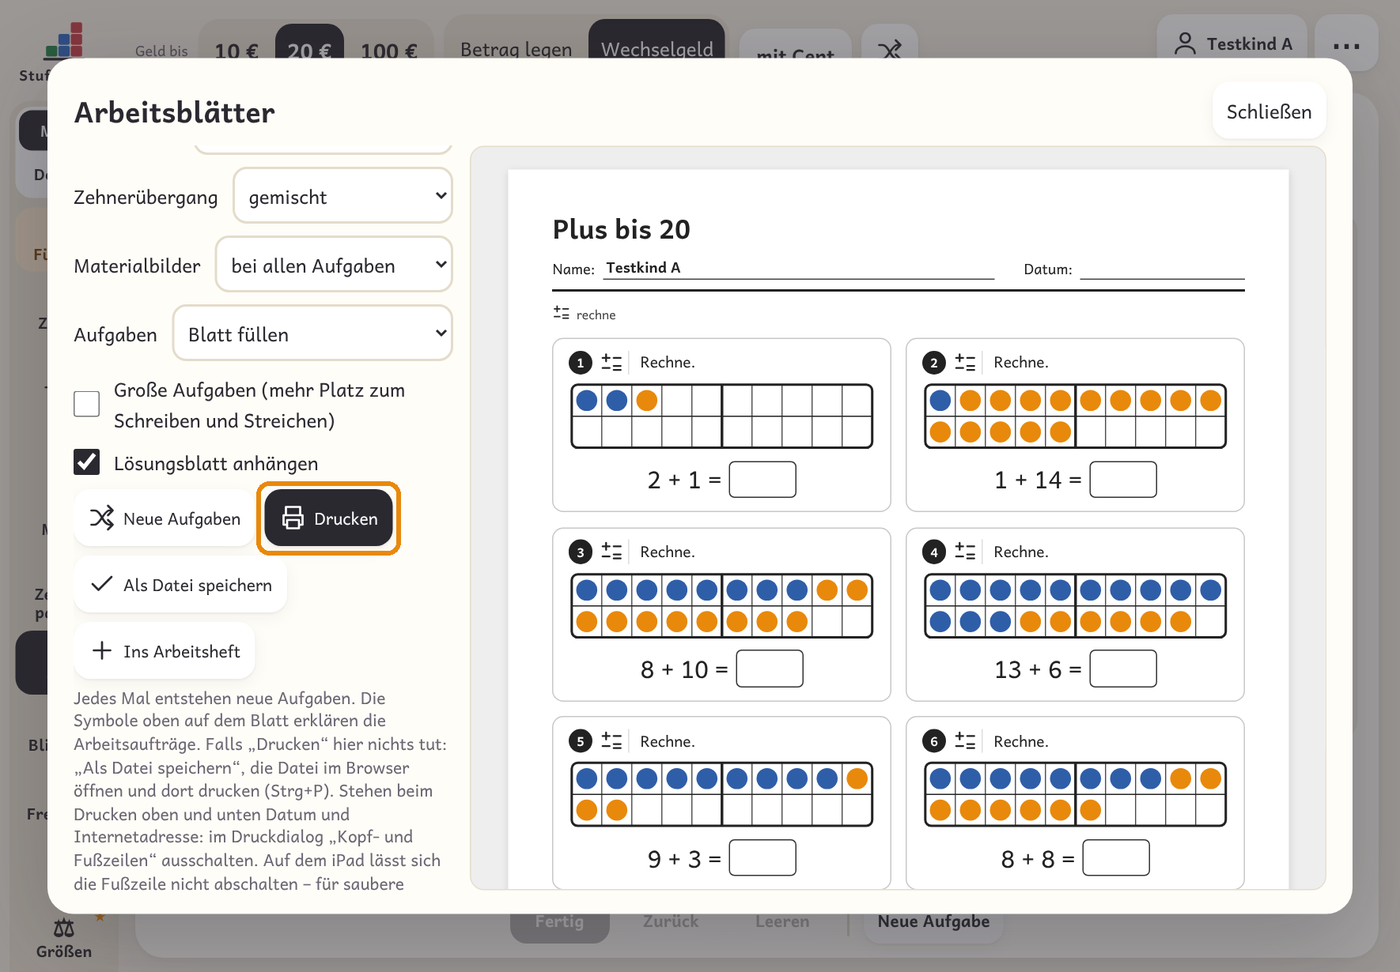 Geld bis
10 €
20 €
100 €
Betrag legen
Wechselgeld
mit Cent
Testkind A
...
Stuf
Arbeitsblätter
Schließen
Zehnerübergang
gemischt
Materialbilder
bei allen Aufgaben
Aufgaben
Blatt füllen
Große Aufgaben (mehr Platz zum
Schreiben und Streichen)
Lösungsblatt anhängen
Neue Aufgaben
Drucken
Als Datei speichern
Ins Arbeitsheft
Jedes Mal entstehen neue Aufgaben. Die
Symbole oben auf dem Blatt erklären die
Arbeitsaufträge. Falls „Drucken“ hier nichts tut:
„Als Datei speichern“, die Datei im Browser
öffnen und dort drucken (Strg+P). Stehen beim
Drucken oben und unten Datum und
Internetadresse: im Druckdialog „Kopf- und
Fußzeilen“ ausschalten. Auf dem iPad lässt sich
die Fußzeile nicht abschalten – für saubere
Plus bis 20
Name: Testkind A
Datum:
rechne
1 Rechne.
2 + 1 =
2 Rechne.
1 + 14 =
3 Rechne.
8 + 10 =
4 Rechne.
13 + 6 =
5 Rechne.
9 + 3 =
6 Rechne.
8 + 8 =
Fertig
Zurück
Leeren
Neue Aufgabe
Größen